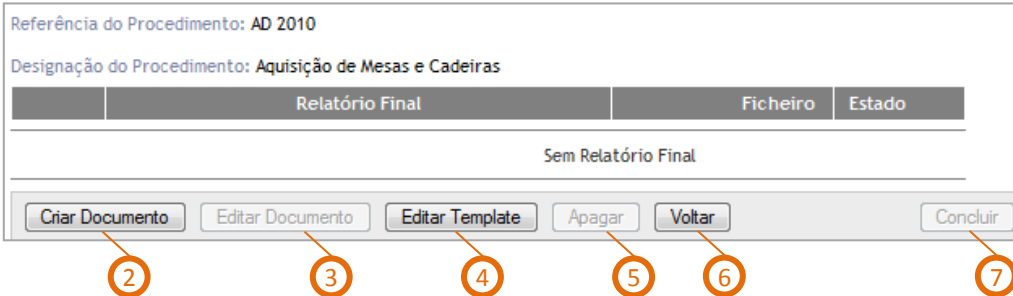 Referência do Procedimento: AD 2010
Designação do Procedimento: Aquisição de Mesas e Cadeiras
Relatório Final Ficheiro Estado
Sem Relatório Final
Criar Documento Editar Documento Editar Template Apagar Voltar Concluir
2 3 4 5 6 7